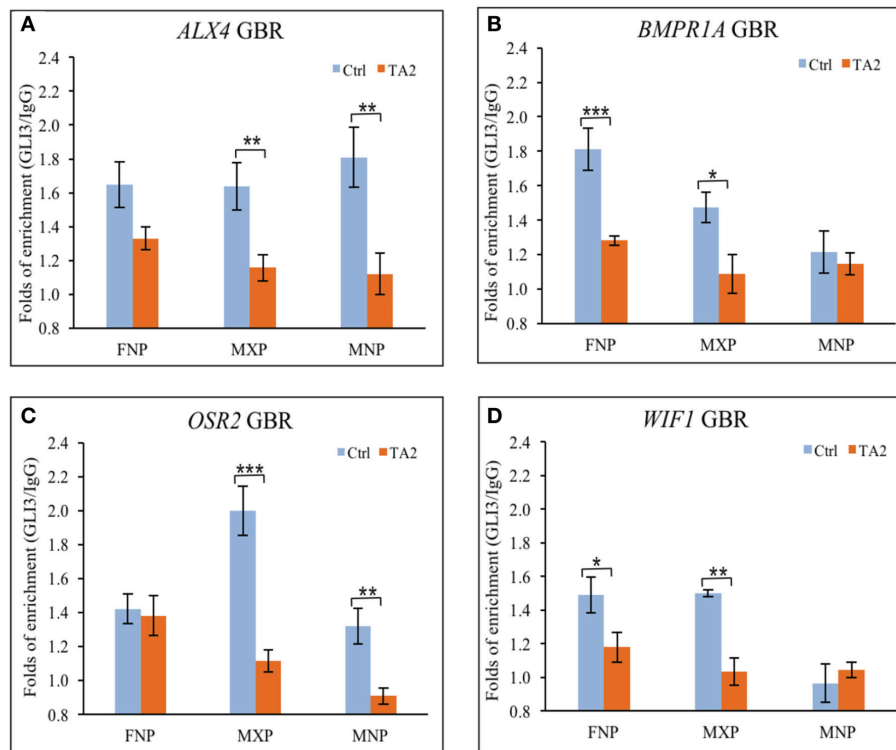 A
ALX4 GBR
Ctrl TA2
Folds of enrichment (GLI3/IgG)
2.4
2.2
2.0
1.8
1.6
1.4
1.2
1.0
0.8
**
**
FNP MXP MNP
B
BMPR1A GBR
Ctrl TA2
Folds of enrichment (GLI3/IgG)
2.4
2.2
2.0
1.8
1.6
1.4
1.2
1.0
0.8
***
*
FNP MXP MNP
C
OSR2 GBR
Ctrl TA2
Folds of enrichment (GLI3/IgG)
2.4
2.2
2.0
1.8
1.6
1.4
1.2
1.0
0.8
***
**
FNP MXP MNP
D
WIF1 GBR
Ctrl TA2
Folds of enrichment (GLI3/IgG)
2.4
2.2
2.0
1.8
1.6
1.4
1.2
1.0
0.8
*
**
FNP MXP MNP